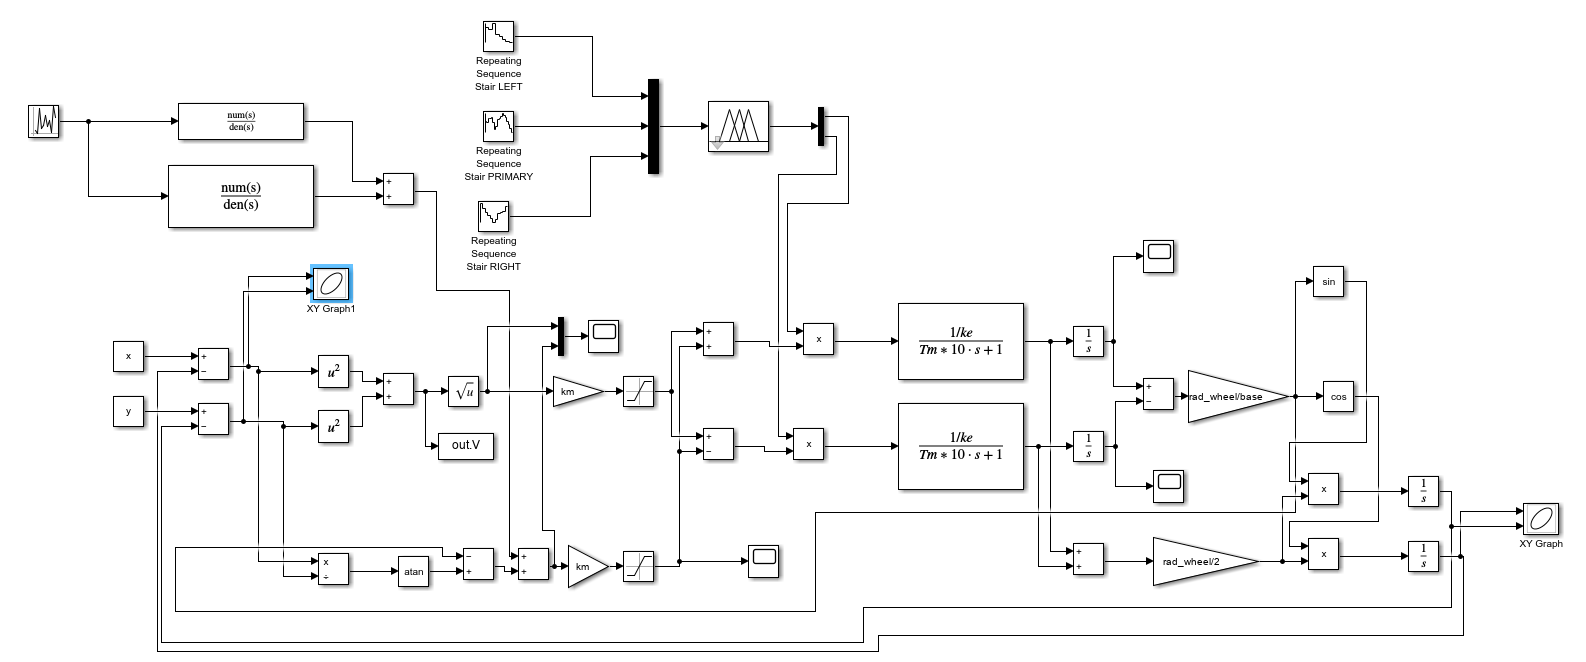 Repeating
Sequence
Stair LEFT
num(s)
den(s)
Repeating
Sequence
Stair PRIMARY
num(s)
den(s)
+
+
Repeating
Sequence
Stair RIGHT
XY Graph1
sin
x
+
−
u²
+
+
√u
km
+
+
x
1/ke
Tm * 10 · s + 1
1
s
y
+
−
u²
out.V
+
−
x
1/ke
Tm * 10 · s + 1
1
s
+
−
rad_wheel/base
cos
x
1
s
XY Graph
x
÷
atan
−
+
+
+
km
+
+
rad_wheel/2
x
1
s